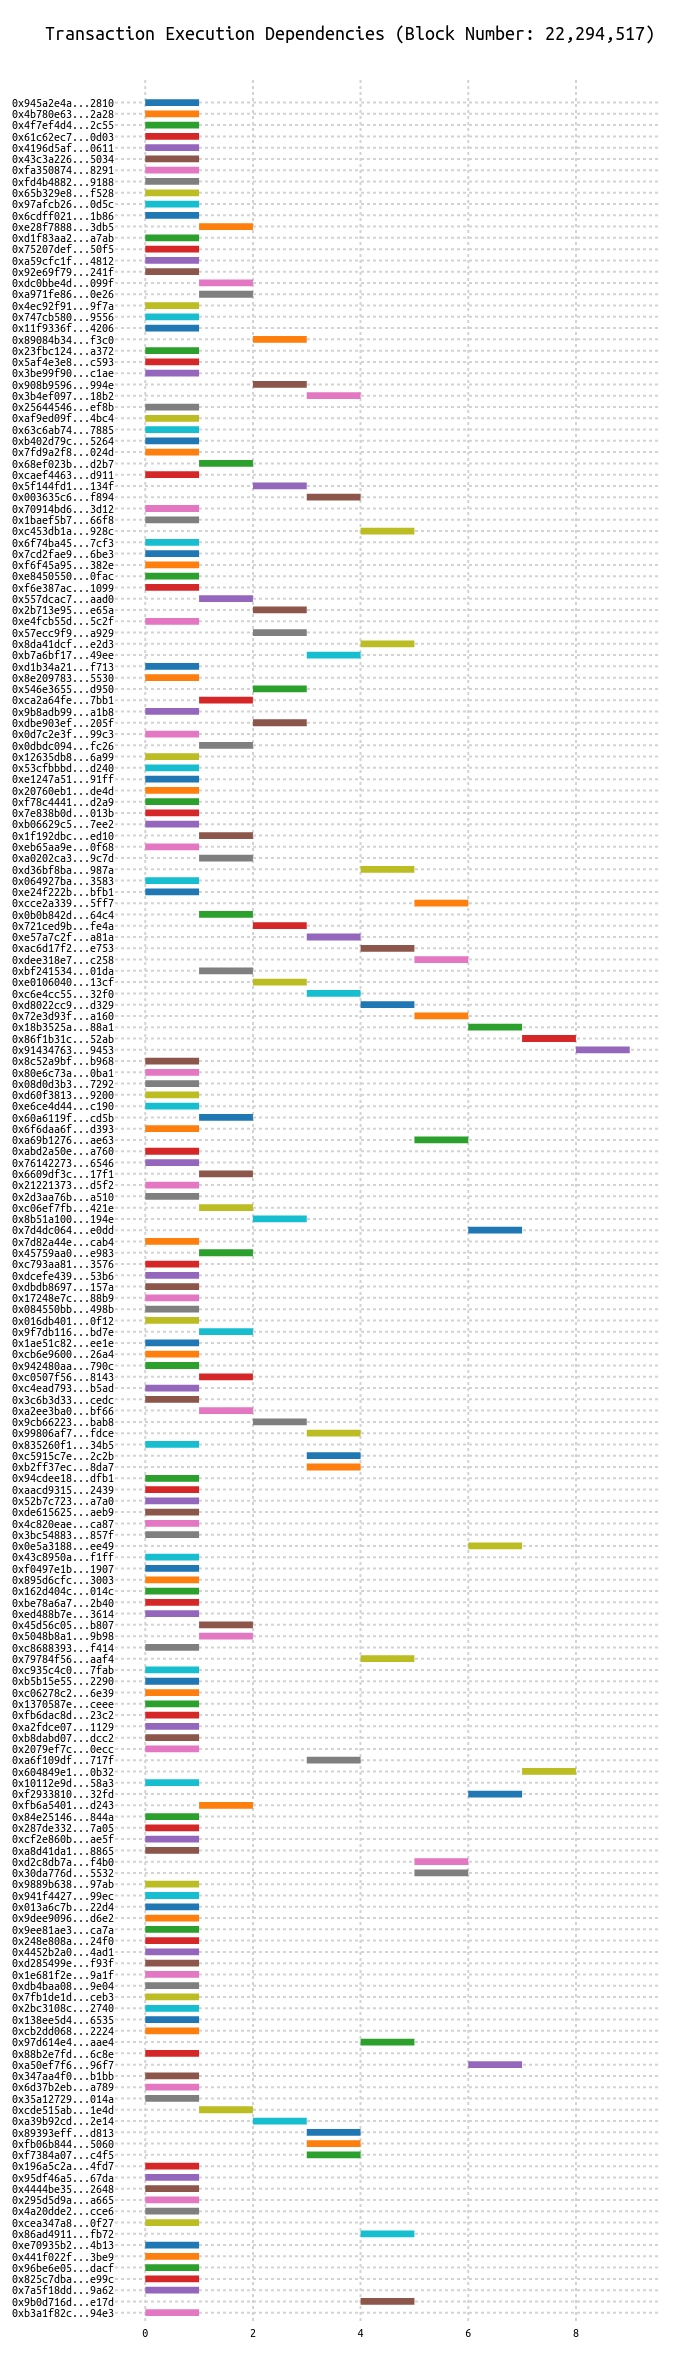 Transaction Execution Dependencies (Block Number: 22,294,517)
0x945a2e4a...2810
0x4b780e63...2a28
0x4f7ef4d4...2c55
0x61c62ec7...0d03
0x4196d5af...0611
0x43c3a226...5034
0xfa350874...8291
0xfd4b4882...9188
0x65b329e8...f528
0x97afcb26...0d5c
0x6cdff021...1b86
0xe28f7888...3db5
0xd1f83aa2...a7ab
0x75207def...50f5
0xa59cfc1f...4812
0x92e69f79...241f
0xdc0bbe4d...099f
0xa971fe86...0e26
0x4ec92f91...9f7a
0x747cb580...9556
0x11f9336f...4206
0x89084b34...f3c0
0x23fbc124...a372
0x5af4e3e8...c593
0x3be99f90...c1ae
0x908b9596...994e
0x3b4ef097...18b2
0x25644546...ef8b
0xaf9ed09f...4bc4
0x63c6ab74...7885
0xb402d79c...5264
0x7fd9a2f8...024d
0x68ef023b...d2b7
0xcaef4463...d911
0x5f144fd1...134f
0x003635c6...f894
0x70914bd6...3d12
0x1baef5b7...66f8
0xc453db1a...928c
0x6f74ba45...7cf3
0x7cd2fae9...6be3
0xf6f45a95...382e
0xe8450550...0fac
0xf6e387ac...1099
0x557dcac7...aad0
0x2b713e95...e65a
0xe4fcb55d...5c2f
0x57ecc9f9...a929
0x8da41dcf...e2d3
0xb7a6bf17...49ee
0xd1b34a21...f713
0x8e209783...5530
0x546e3655...d950
0xca2a64fe...7bb1
0x9b8adb99...a1b8
0xdbe903ef...205f
0x0d7c2e3f...99c3
0x0dbdc094...fc26
0x12635db8...6a99
0x53cfbbbd...d240
0xe1247a51...91ff
0x20760eb1...de4d
0xf78c4441...d2a9
0x7e838b0d...013b
0xb06629c5...7ee2
0x1f192dbc...ed10
0xeb65aa9e...0f68
0xa0202ca3...9c7d
0xd36bf8ba...987a
0x064927ba...3583
0xe24f222b...bfb1
0xcce2a339...5ff7
0x0b0b842d...64c4
0x721ced9b...fe4a
0xe57a7c2f...a81a
0xac6d17f2...e753
0xdee318e7...c258
0xbf241534...01da
0xe0106040...13cf
0xc6e4cc55...32f0
0xd8022cc9...d329
0x72e3d93f...a160
0x18b3525a...88a1
0x86f1b31c...52ab
0x91434763...9453
0x8c52a9bf...b968
0x80e6c73a...0ba1
0x08d0d3b3...7292
0xd60f3813...9200
0xe6ce4d44...c190
0x60a6119f...cd5b
0x6f6daa6f...d393
0xa69b1276...ae63
0xabd2a50e...a760
0x76142273...6546
0x6609df3c...17f1
0x21221373...d5f2
0x2d3aa76b...a510
0xc06ef7fb...421e
0x8b51a100...194e
0x7d4dc064...e0dd
0x7d82a44e...cab4
0x45759aa0...e983
0xc793aa81...3576
0xdcefe439...53b6
0xdbdb8697...157a
0x17248e7c...88b9
0x084550bb...498b
0x016db401...0f12
0x9f7db116...bd7e
0x1ae51c82...ee1e
0xcb6e9600...26a4
0x942480aa...790c
0xc0507f56...8143
0xc4ead793...b5ad
0x3c6b3d33...cedc
0xa2ee3ba0...bf66
0x9cb66223...bab8
0x99806af7...fdce
0x835260f1...34b5
0xc5915c7e...2c2b
0xb2ff37ec...8da7
0x94cdee18...dfb1
0xaacd9315...2439
0x52b7c723...a7a0
0xde615625...aeb9
0x4c820eae...ca87
0x3bc54883...857f
0x0e5a3188...ee49
0x43c8950a...f1ff
0xf0497e1b...1907
0x895d6cfc...3003
0x162d404c...014c
0xbe78a6a7...2b40
0xed488b7e...3614
0x45d56c05...b807
0x5048b8a1...9b98
0xc8688393...f414
0x79784f56...aaf4
0xc935c4c0...7fab
0xb5b15e55...2290
0xc06278c2...6e39
0x1370587e...ceee
0xfb6dac8d...23c2
0xa2fdce07...1129
0xb8dabd07...dcc2
0x2079ef7c...0ecc
0xa6f109df...717f
0x604849e1...0b32
0x10112e9d...58a3
0xf2933810...32fd
0xfb6a5401...d243
0x84e25146...844a
0x287de332...7a05
0xcf2e860b...ae5f
0xa8d41da1...8865
0xd2c8db7a...f4b0
0x30da776d...5532
0x9889b638...97ab
0x941f4427...99ec
0x013a6c7b...22d4
0x9dee9096...d6e2
0x9ee81ae3...ca7a
0x248e808a...24f0
0x4452b2a0...4ad1
0xd285499e...f93f
0x1e681f2e...9a1f
0xdb4baa08...9e04
0x7fb1de1d...ceb3
0x2bc3108c...2740
0x138ee5d4...6535
0xcb2dd068...2224
0x97d614e4...aae4
0x88b2e7fd...6c8e
0xa50ef7f6...96f7
0x347aa4f0...b1bb
0x6d37b2eb...a789
0x35a12729...014a
0xcde515ab...1e4d
0xa39b92cd...2e14
0x89393eff...d813
0xfb06b844...5060
0xf7384a07...c4f5
0x196a5c2a...4fd7
0x95df46a5...67da
0x4444be35...2648
0x295d5d9a...a665
0x4a20dde2...cce6
0xcea347a8...0f27
0x86ad4911...fb72
0xe70935b2...4b13
0x441f022f...3be9
0x96be6e05...dacf
0x825c7dba...e99c
0x7a5f18dd...9a62
0x9b0d716d...e17d
0xb3a1f82c...94e3
0 2 4 6 8